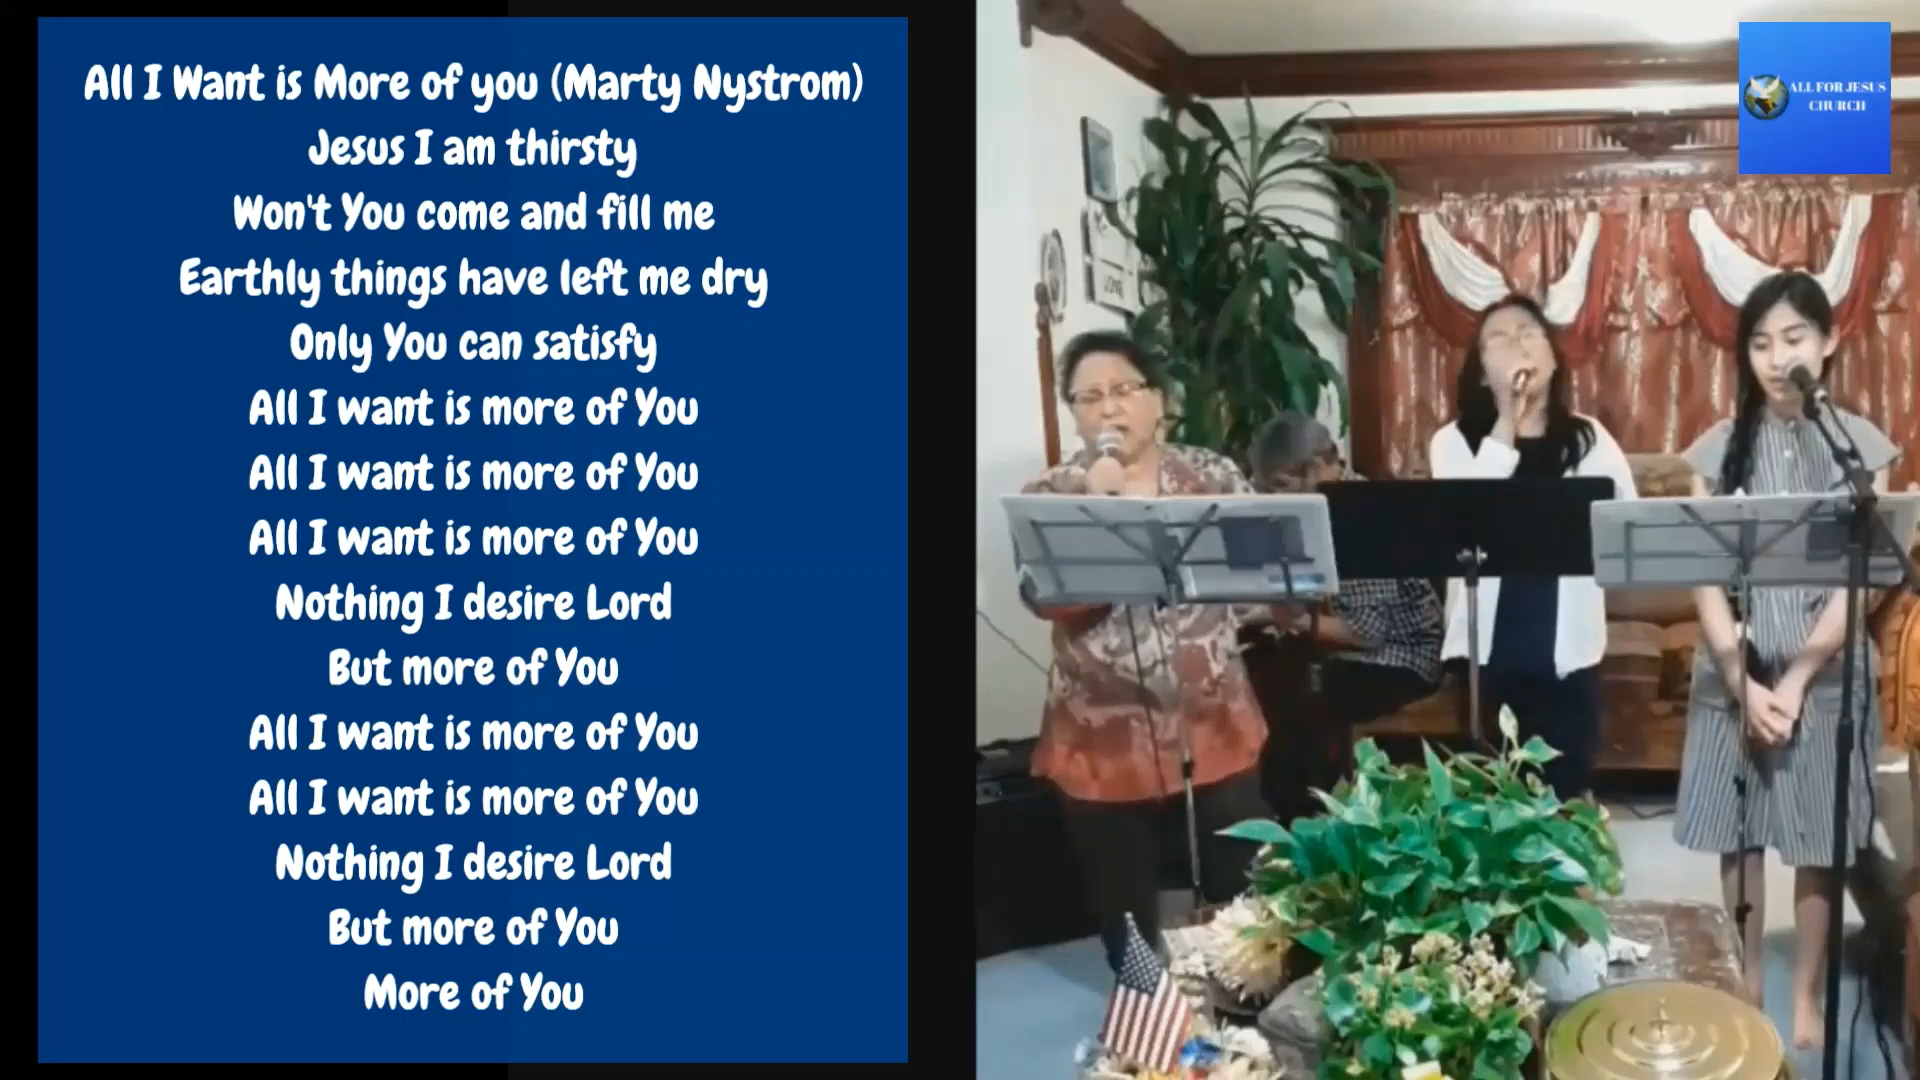 All I Want is More of you (Marty Nystrom)
Jesus I am thirsty
Won't You come and fill me
Earthly things have left me dry
Only You can satisfy
All I want is more of You
All I want is more of You
All I want is more of You
Nothing I desire Lord
But more of You
All I want is more of You
All I want is more of You
Nothing I desire Lord
But more of You
More of You
ALL FOR JESUS
CHURCH
LOVE